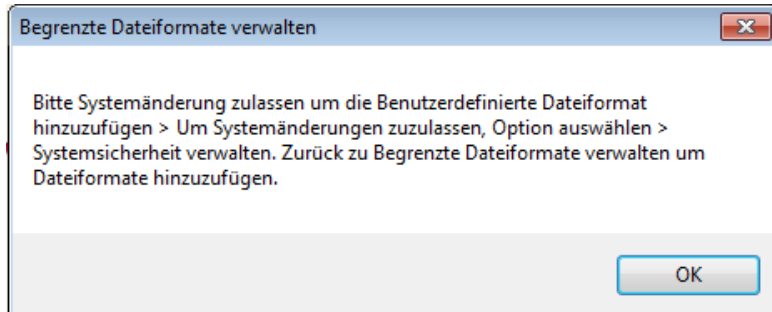 Begrenzte Dateiformate verwalten
Bitte Systemänderung zulassen um die Benutzerdefinierte Dateiformat
hinzuzufügen > Um Systemänderungen zuzulassen, Option auswählen >
Systemsicherheit verwalten. Zurück zu Begrenzte Dateiformate verwalten um
Dateiformate hinzuzufügen.
OK